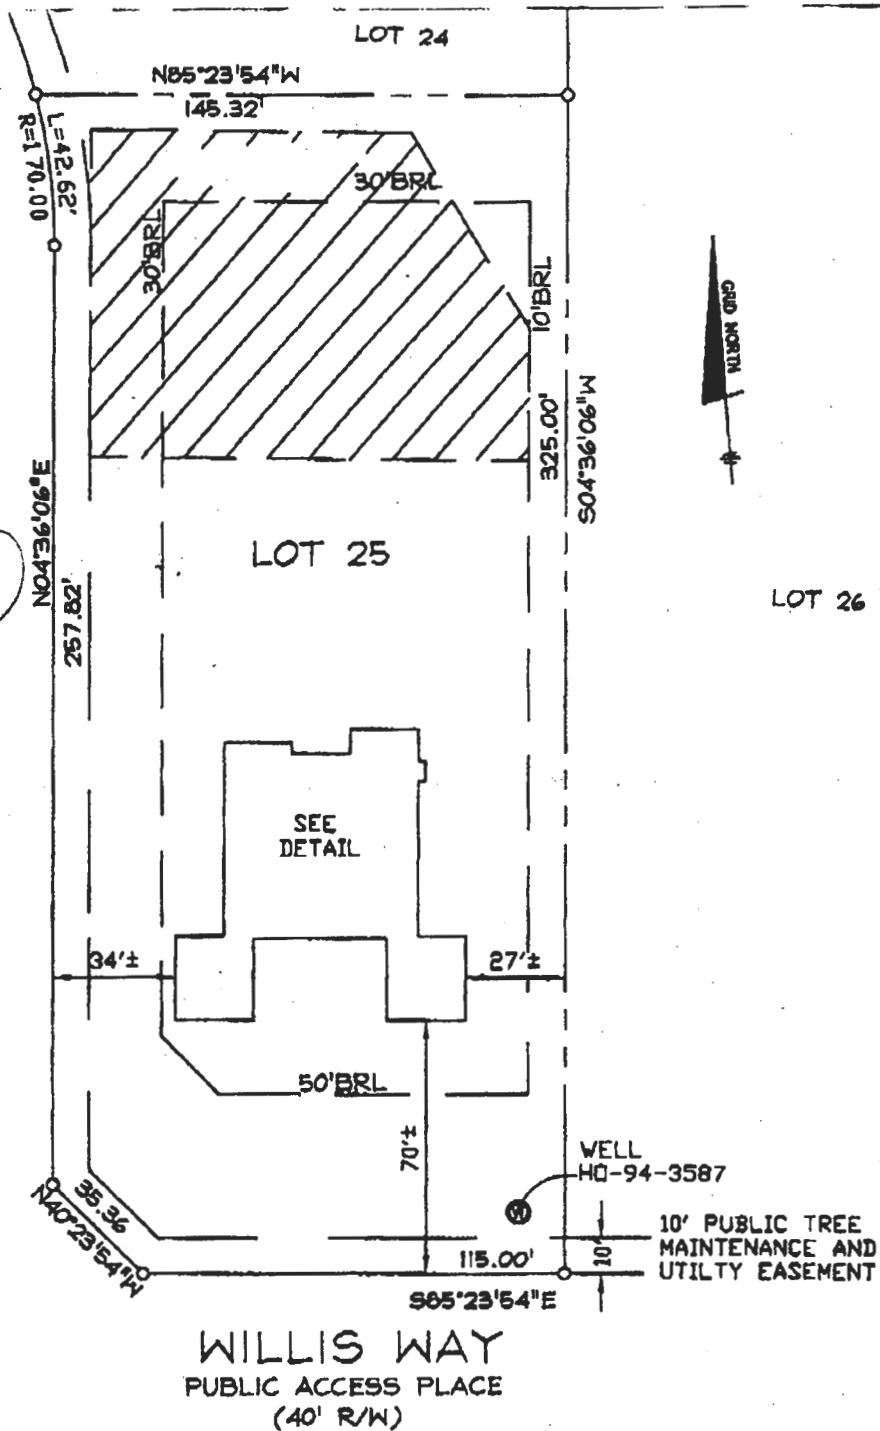 LOT 24
N85°23'54"W
145.32'
L=42.62'
R=170.00
30'BRL
30'BRL
10'BRL
GRID NORTH
325.00'
S04°36'06"W
N04°36'06"E
257.82'
LOT 25
LOT 26
SEE
DETAIL
34'±
27'±
50'BRL
70'±
WELL
HO-94-3587
W
35.36
N40°23'54"W
115.00'
S85°23'54"E
10'
10' PUBLIC TREE
MAINTENANCE AND
UTILTY EASEMENT
WILLIS WAY
PUBLIC ACCESS PLACE
(40' R/W)